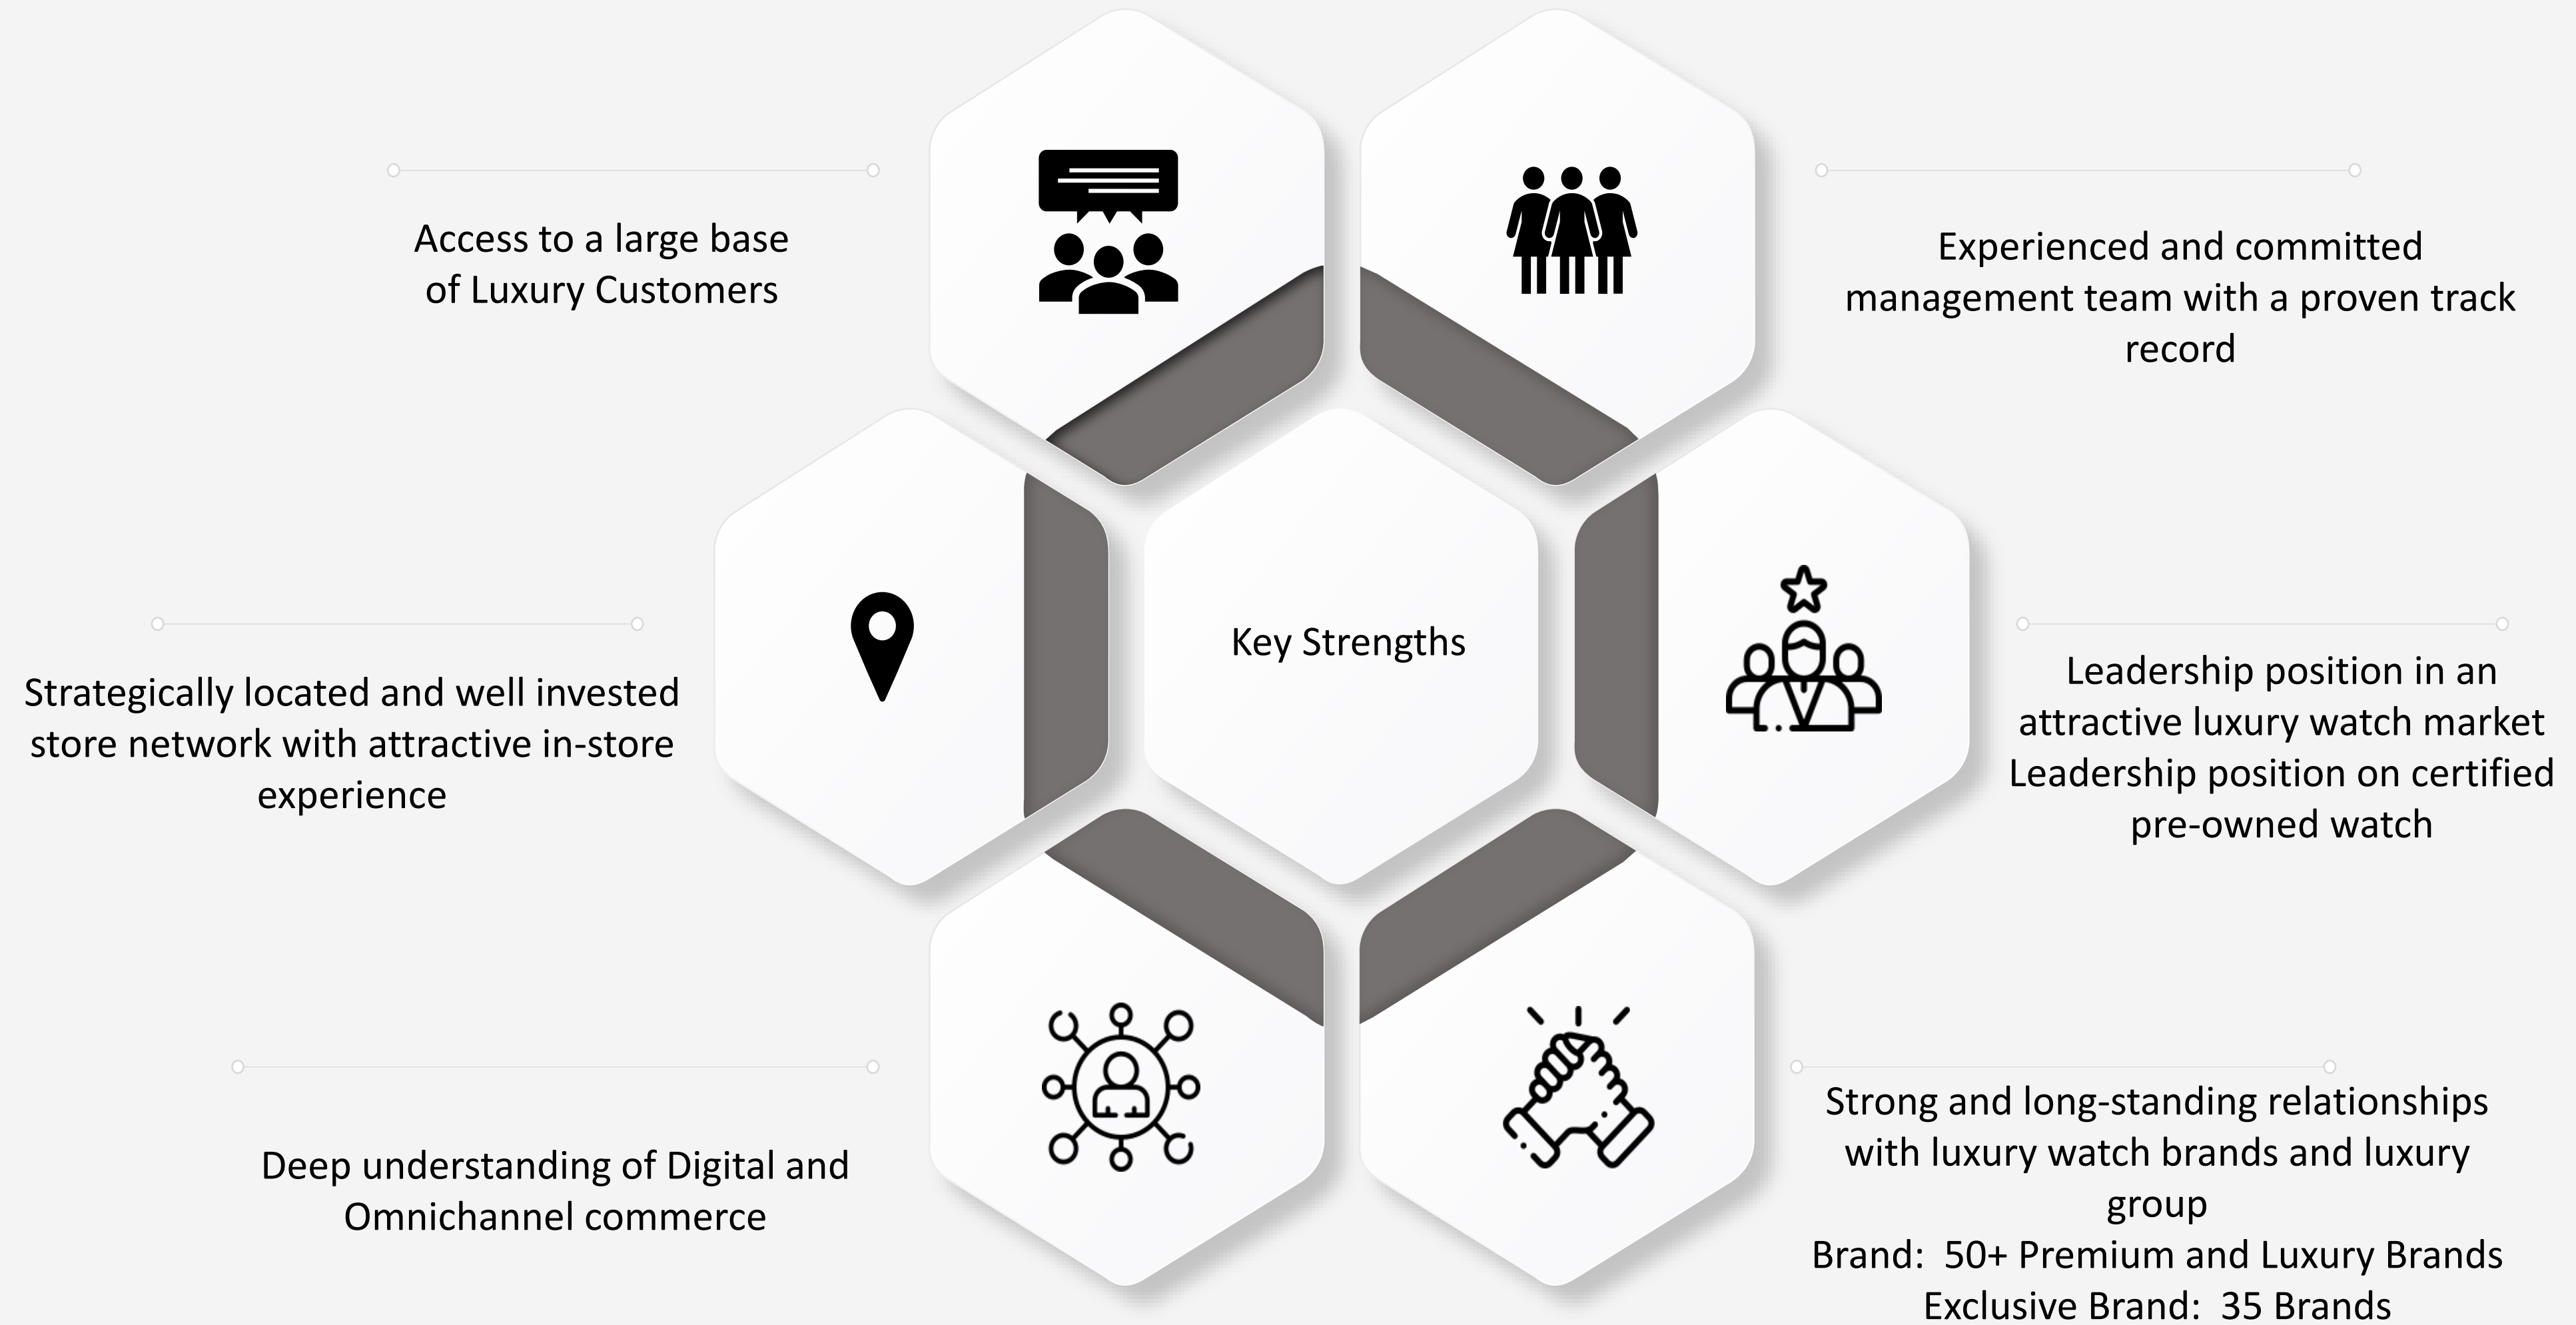 Access to a large base
of Luxury Customers
Experienced and committed
management team with a proven track
record
Strategically located and well invested
store network with attractive in-store
experience
Key Strengths
Leadership position in an
attractive luxury watch market
Leadership position on certified
pre-owned watch
Deep understanding of Digital and
Omnichannel commerce
Strong and long-standing relationships
with luxury watch brands and luxury
group
Brand:  50+ Premium and Luxury Brands
Exclusive Brand:  35 Brands